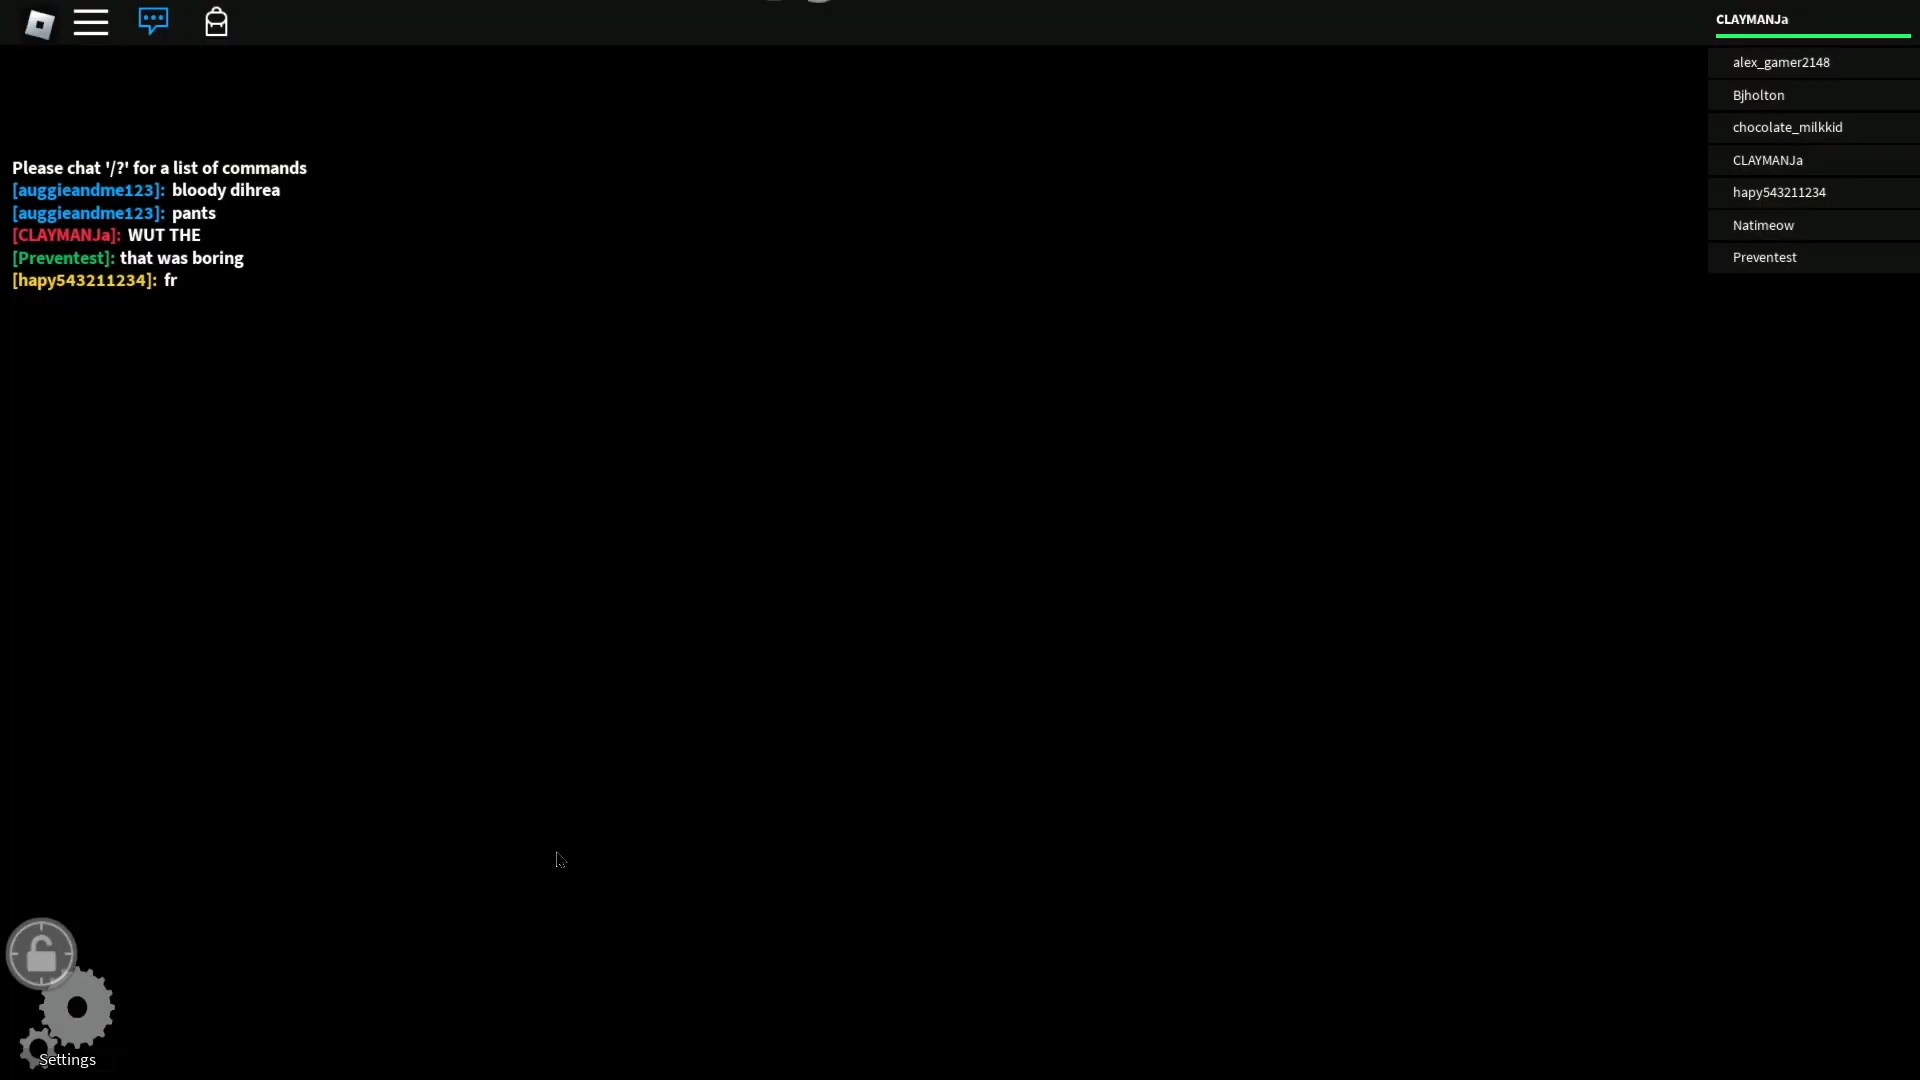 CLAYMANJa
alex_gamer2148
Bjholton
chocolate_milkkid
CLAYMANJa
hapy543211234
Natimeow
Preventest
Please chat '/?' for a list of commands
[auggieandme123]: bloody dihrea
[auggieandme123]: pants
[CLAYMANJa]: WUT THE
[Preventest]: that was boring
[hapy543211234]: fr
Settings